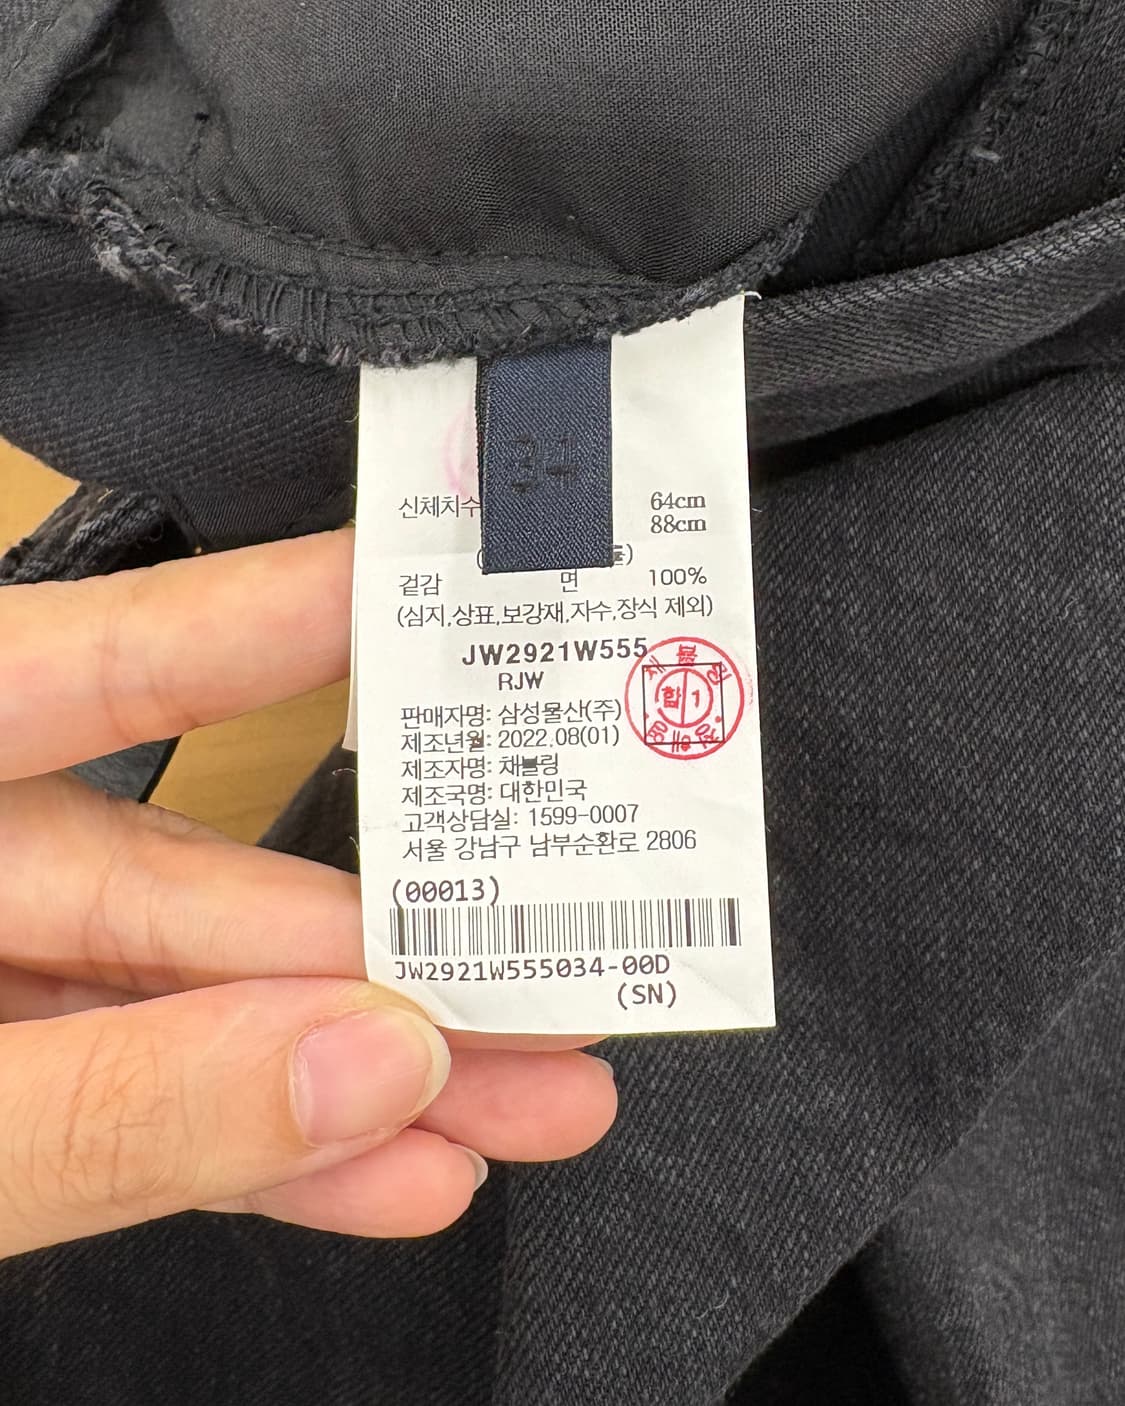 34
신체치수
64cm
88cm
겉감 면 100%
(심지,상표,보강재,자수,장식 제외)
JW2921W555
RJW
판매자명: 삼성물산(주)
제조년월: 2022.08(01)
제조자명: 채블링
제조국명: 대한민국
고객상담실: 1599-0007
서울 강남구 남부순환로 2806
합 1
(00013)
JW2921W555034-00D
(SN)